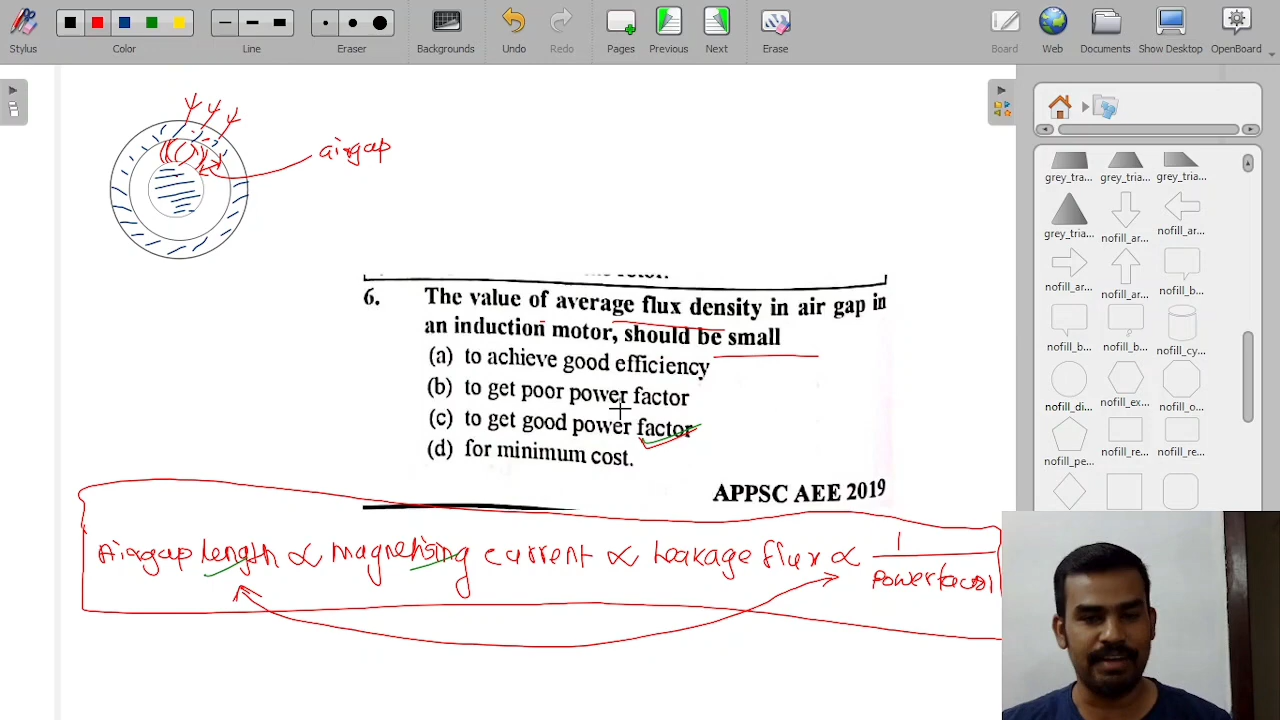 Stylus
Color
Line
Eraser
Backgrounds
Undo
Redo
Pages
Previous
Next
Erase
Board
Web
Documents
Show Desktop
OpenBoard
airgap
6. The value of average flux density in air gap in
an induction motor, should be small
(a) to achieve good efficiency
(b) to get poor power factor
(c) to get good power factor
(d) for minimum cost.
APPSC AEE 2019
Airgap length ∝ magnetising current ∝ Leakage flux ∝ 1
Powerfactor
grey_tra...
grey_tria...
grey_tria...
grey_tria...
nofill_ar...
nofill_ar...
nofill_ar...
nofill_ar...
nofill_b...
nofill_b...
nofill_b...
nofill_cy...
nofill_di...
nofill_ex...
nofill_o...
nofill_pe...
nofill_re...
nofill_re...